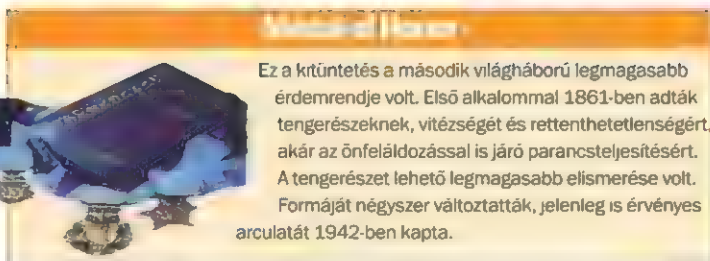 Ez a kitüntetés a második világháború legmagasabb
érdemrendje volt. Első alkalommal 1861-ben adták
tengerészeknek, vitézségét és rettenthetetlenségért,
akár az önfeláldozással is járó parancsteljesítésért.
A tengerészet lehető legmagasabb elismerése volt.
Formáját négyszer változtatták, jelenleg is érvényes
arculatát 1942-ben kapta.